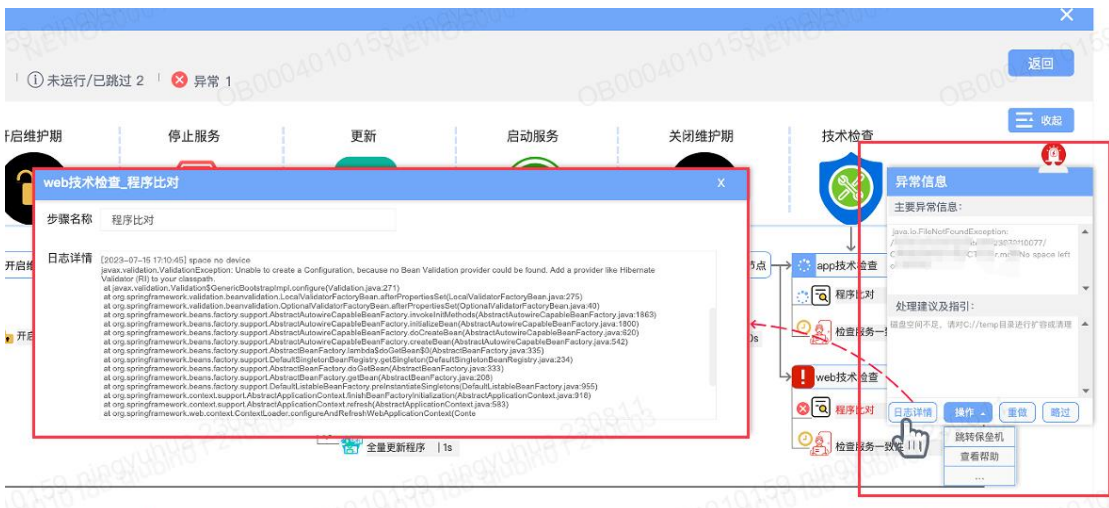 X
返回
未运行/已跳过 2
异常 1
收起
开启维护期
停止服务
更新
启动服务
关闭维护期
技术检查
web技术检查_程序比对
X
步骤名称
程序比对
日志详情
[2023-07-15 17:10:45] space no device
javax.validation.ValidationException: Unable to create a Configuration, because no Bean Validation provider could be found. Add a provider like Hibernate
Validator (RI) to your classpath.
at javax.validation.Validation$GenericBootstrapImpl.configure(Validation.java:271)
at org.springframework.validation.beanvalidation.LocalValidatorFactoryBean.afterPropertiesSet(LocalValidatorFactoryBean.java:275)
at org.springframework.validation.beanvalidation.OptionalValidatorFactoryBean.afterPropertiesSet(OptionalValidatorFactoryBean.java:40)
at org.springframework.beans.factory.support.AbstractAutowireCapableBeanFactory.invokeInitMethods(AbstractAutowireCapableBeanFactory.java:1863)
at org.springframework.beans.factory.support.AbstractAutowireCapableBeanFactory.initializeBean(AbstractAutowireCapableBeanFactory.java:1800)
at org.springframework.beans.factory.support.AbstractAutowireCapableBeanFactory.doCreateBean(AbstractAutowireCapableBeanFactory.java:620)
at org.springframework.beans.factory.support.AbstractAutowireCapableBeanFactory.createBean(AbstractAutowireCapableBeanFactory.java:542)
at org.springframework.beans.factory.support.AbstractBeanFactory.lambda$doGetBean$0(AbstractBeanFactory.java:335)
at org.springframework.beans.factory.support.DefaultSingletonBeanRegistry.getSingleton(DefaultSingletonBeanRegistry.java:234)
at org.springframework.beans.factory.support.AbstractBeanFactory.doGetBean(AbstractBeanFactory.java:333)
at org.springframework.beans.factory.support.AbstractBeanFactory.getBean(AbstractBeanFactory.java:208)
at org.springframework.beans.factory.support.DefaultListableBeanFactory.preInstantiateSingletons(DefaultListableBeanFactory.java:955)
at org.springframework.context.support.AbstractApplicationContext.finishBeanFactoryInitialization(AbstractApplicationContext.java:918)
at org.springframework.context.support.AbstractApplicationContext.refresh(AbstractApplicationContext.java:583)
at org.springframework.web.context.ContextLoader.configureAndRefreshWebApplicationContext(Conte
全量更新程序 | 1s
节点
app技术检查
程序比对
检查服务一
web技术检查
程序比对
检查服务一致性
异常信息
主要异常信息：
java.io.FileNotFoundException:
No space left
处理建议及指引：
磁盘空间不足，请对C://temp目录进行扩容或清理
日志详情
操作
重做
略过
跳转保垒机
查看帮助
...
OB0004010159